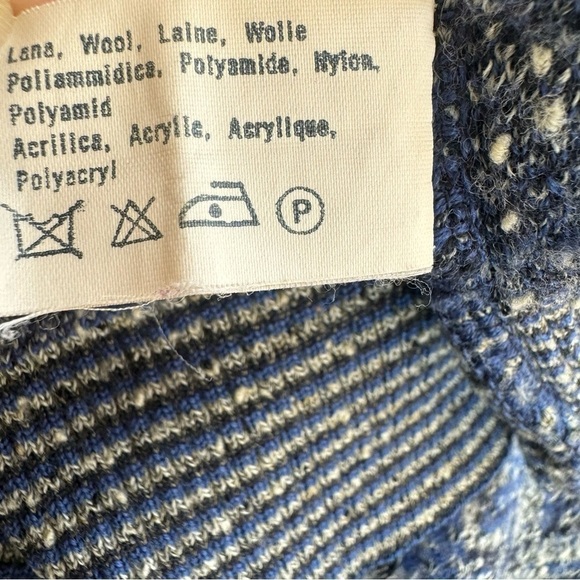 Lana, Wool, Laine, Wolle
Poliammidica, Polyamide, Nylon,
Polyamid
Acrilica, Acrylic, Acrylique,
Polyacryl
P